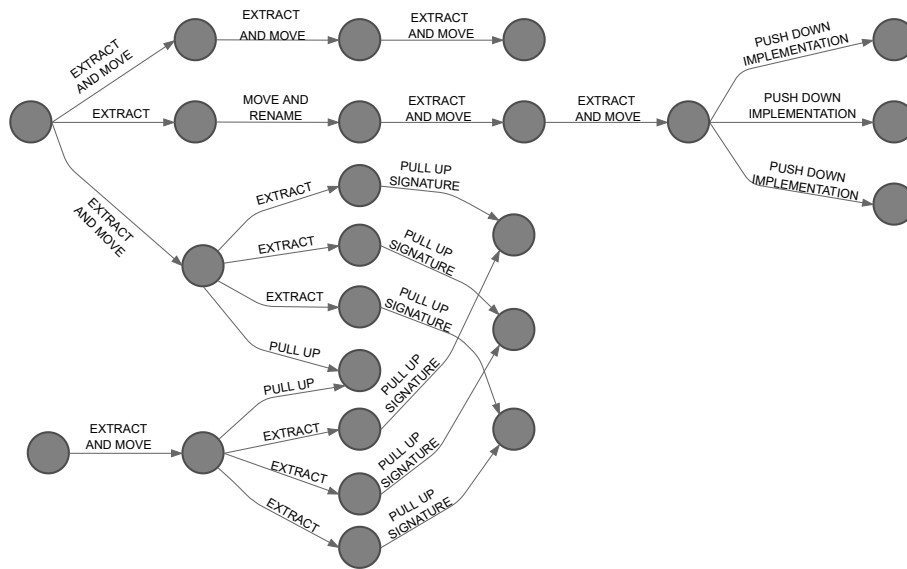 EXTRACT
AND MOVE
EXTRACT
AND MOVE
EXTRACT
AND MOVE
PUSH DOWN
IMPLEMENTATION
EXTRACT
MOVE AND
RENAME
EXTRACT
AND MOVE
EXTRACT
AND MOVE
PUSH DOWN
IMPLEMENTATION
PUSH DOWN
IMPLEMENTATION
EXTRACT
AND MOVE
EXTRACT
PULL UP
SIGNATURE
EXTRACT
PULL UP
SIGNATURE
EXTRACT
PULL UP
SIGNATURE
PULL UP
PULL UP
EXTRACT
AND MOVE
EXTRACT
PULL UP
SIGNATURE
EXTRACT
PULL UP
SIGNATURE
EXTRACT
PULL UP
SIGNATURE